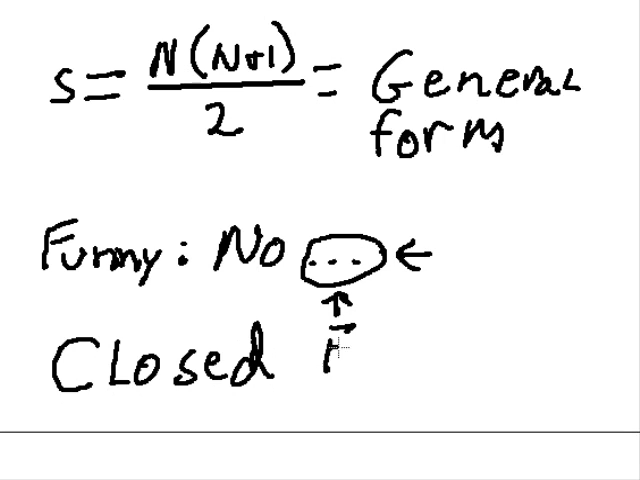 S = N(N+1)/2 = General form
Funny: No ... ←
Closed F